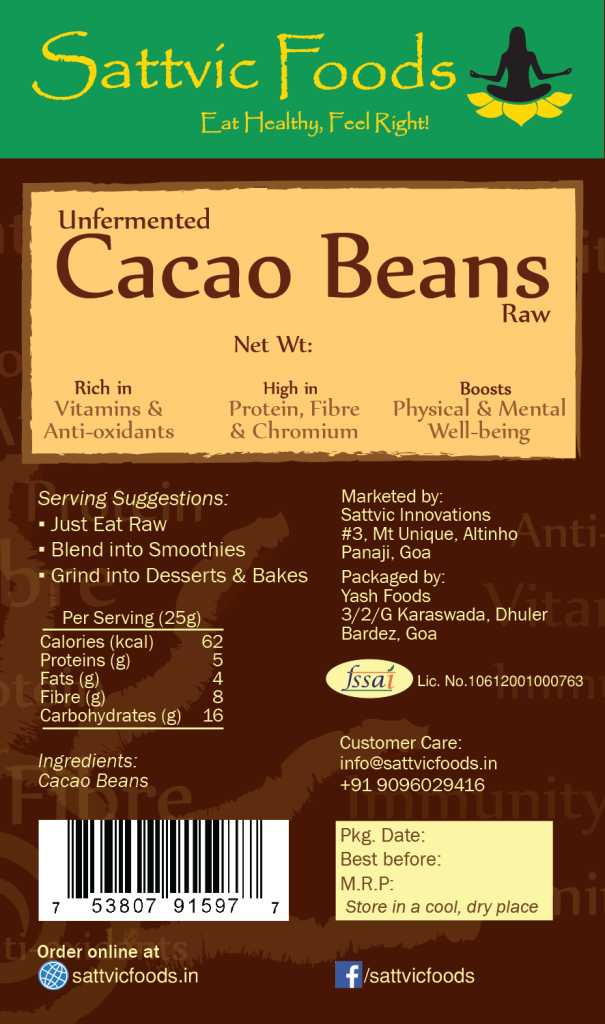 Sattvic Foods
Eat Healthy, Feel Right!
Unfermented
Cacao Beans
Raw
Net Wt:
Rich in
Vitamins &
Anti-oxidants
High in
Protein, Fibre
& Chromium
Boosts
Physical & Mental
Well-being
Serving Suggestions:
▪ Just Eat Raw
▪ Blend into Smoothies
▪ Grind into Desserts & Bakes
Per Serving (25g)
Calories (kcal) 62
Proteins (g) 5
Fats (g) 4
Fibre (g) 8
Carbohydrates (g) 16
Ingredients:
Cacao Beans
Marketed by:
Sattvic Innovations
#3, Mt Unique, Altinho
Panaji, Goa
Packaged by:
Yash Foods
3/2/G Karaswada, Dhuler
Bardez, Goa
fssai Lic. No.10612001000763
Customer Care:
info@sattvicfoods.in
+91 9096029416
7 53807 91597 7
Pkg. Date:
Best before:
M.R.P:
Store in a cool, dry place
Order online at
sattvicfoods.in
f/sattvicfoods
Protein
Fibre
Immunity